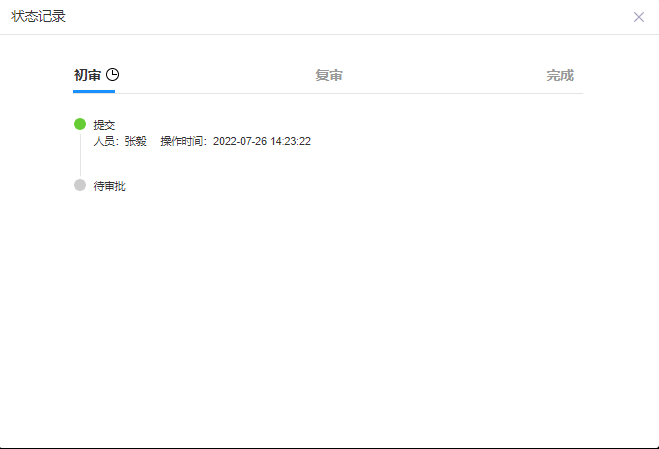 状态记录
初审 复审 完成
提交
人员：张毅 操作时间：2022-07-26 14:23:22
待审批